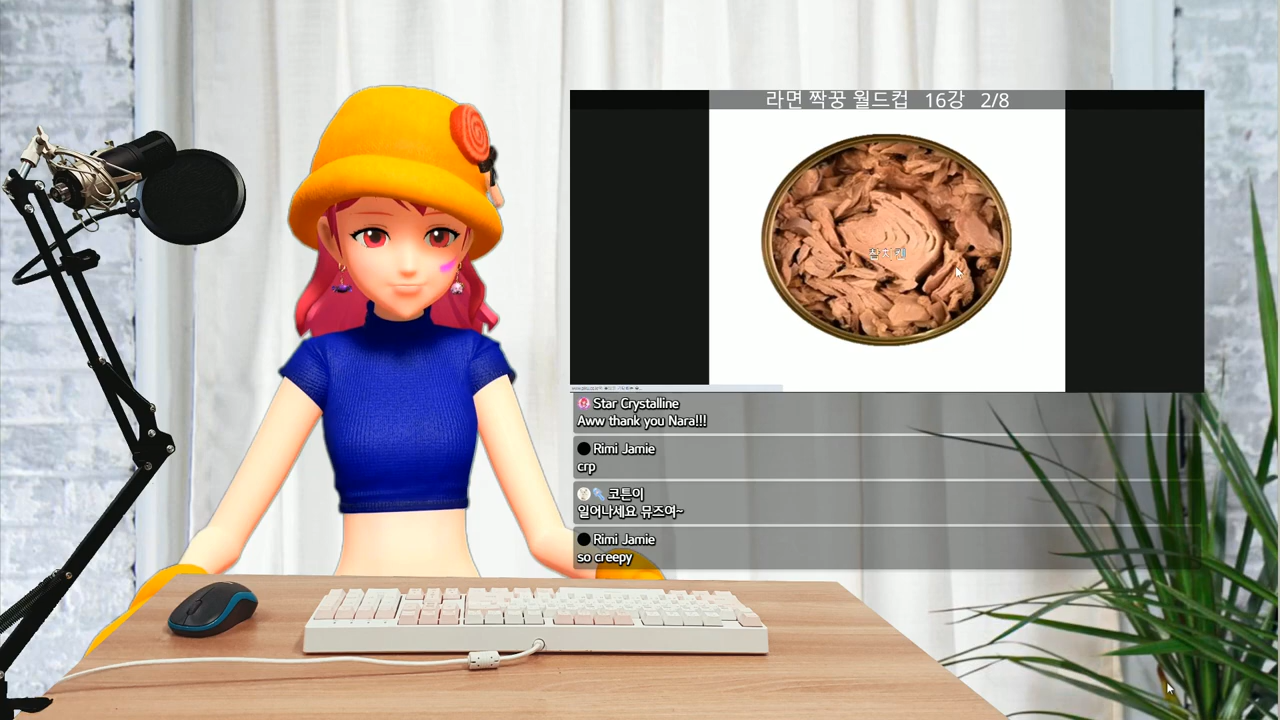 라면 짝꿍 월드컵 16강 2/8
참치캔
Star Crystalline
Aww thank you Nara!!!
Rimi Jamie
crp
코튼이
일어나세요 뮤즈여~
Rimi Jamie
so creepy